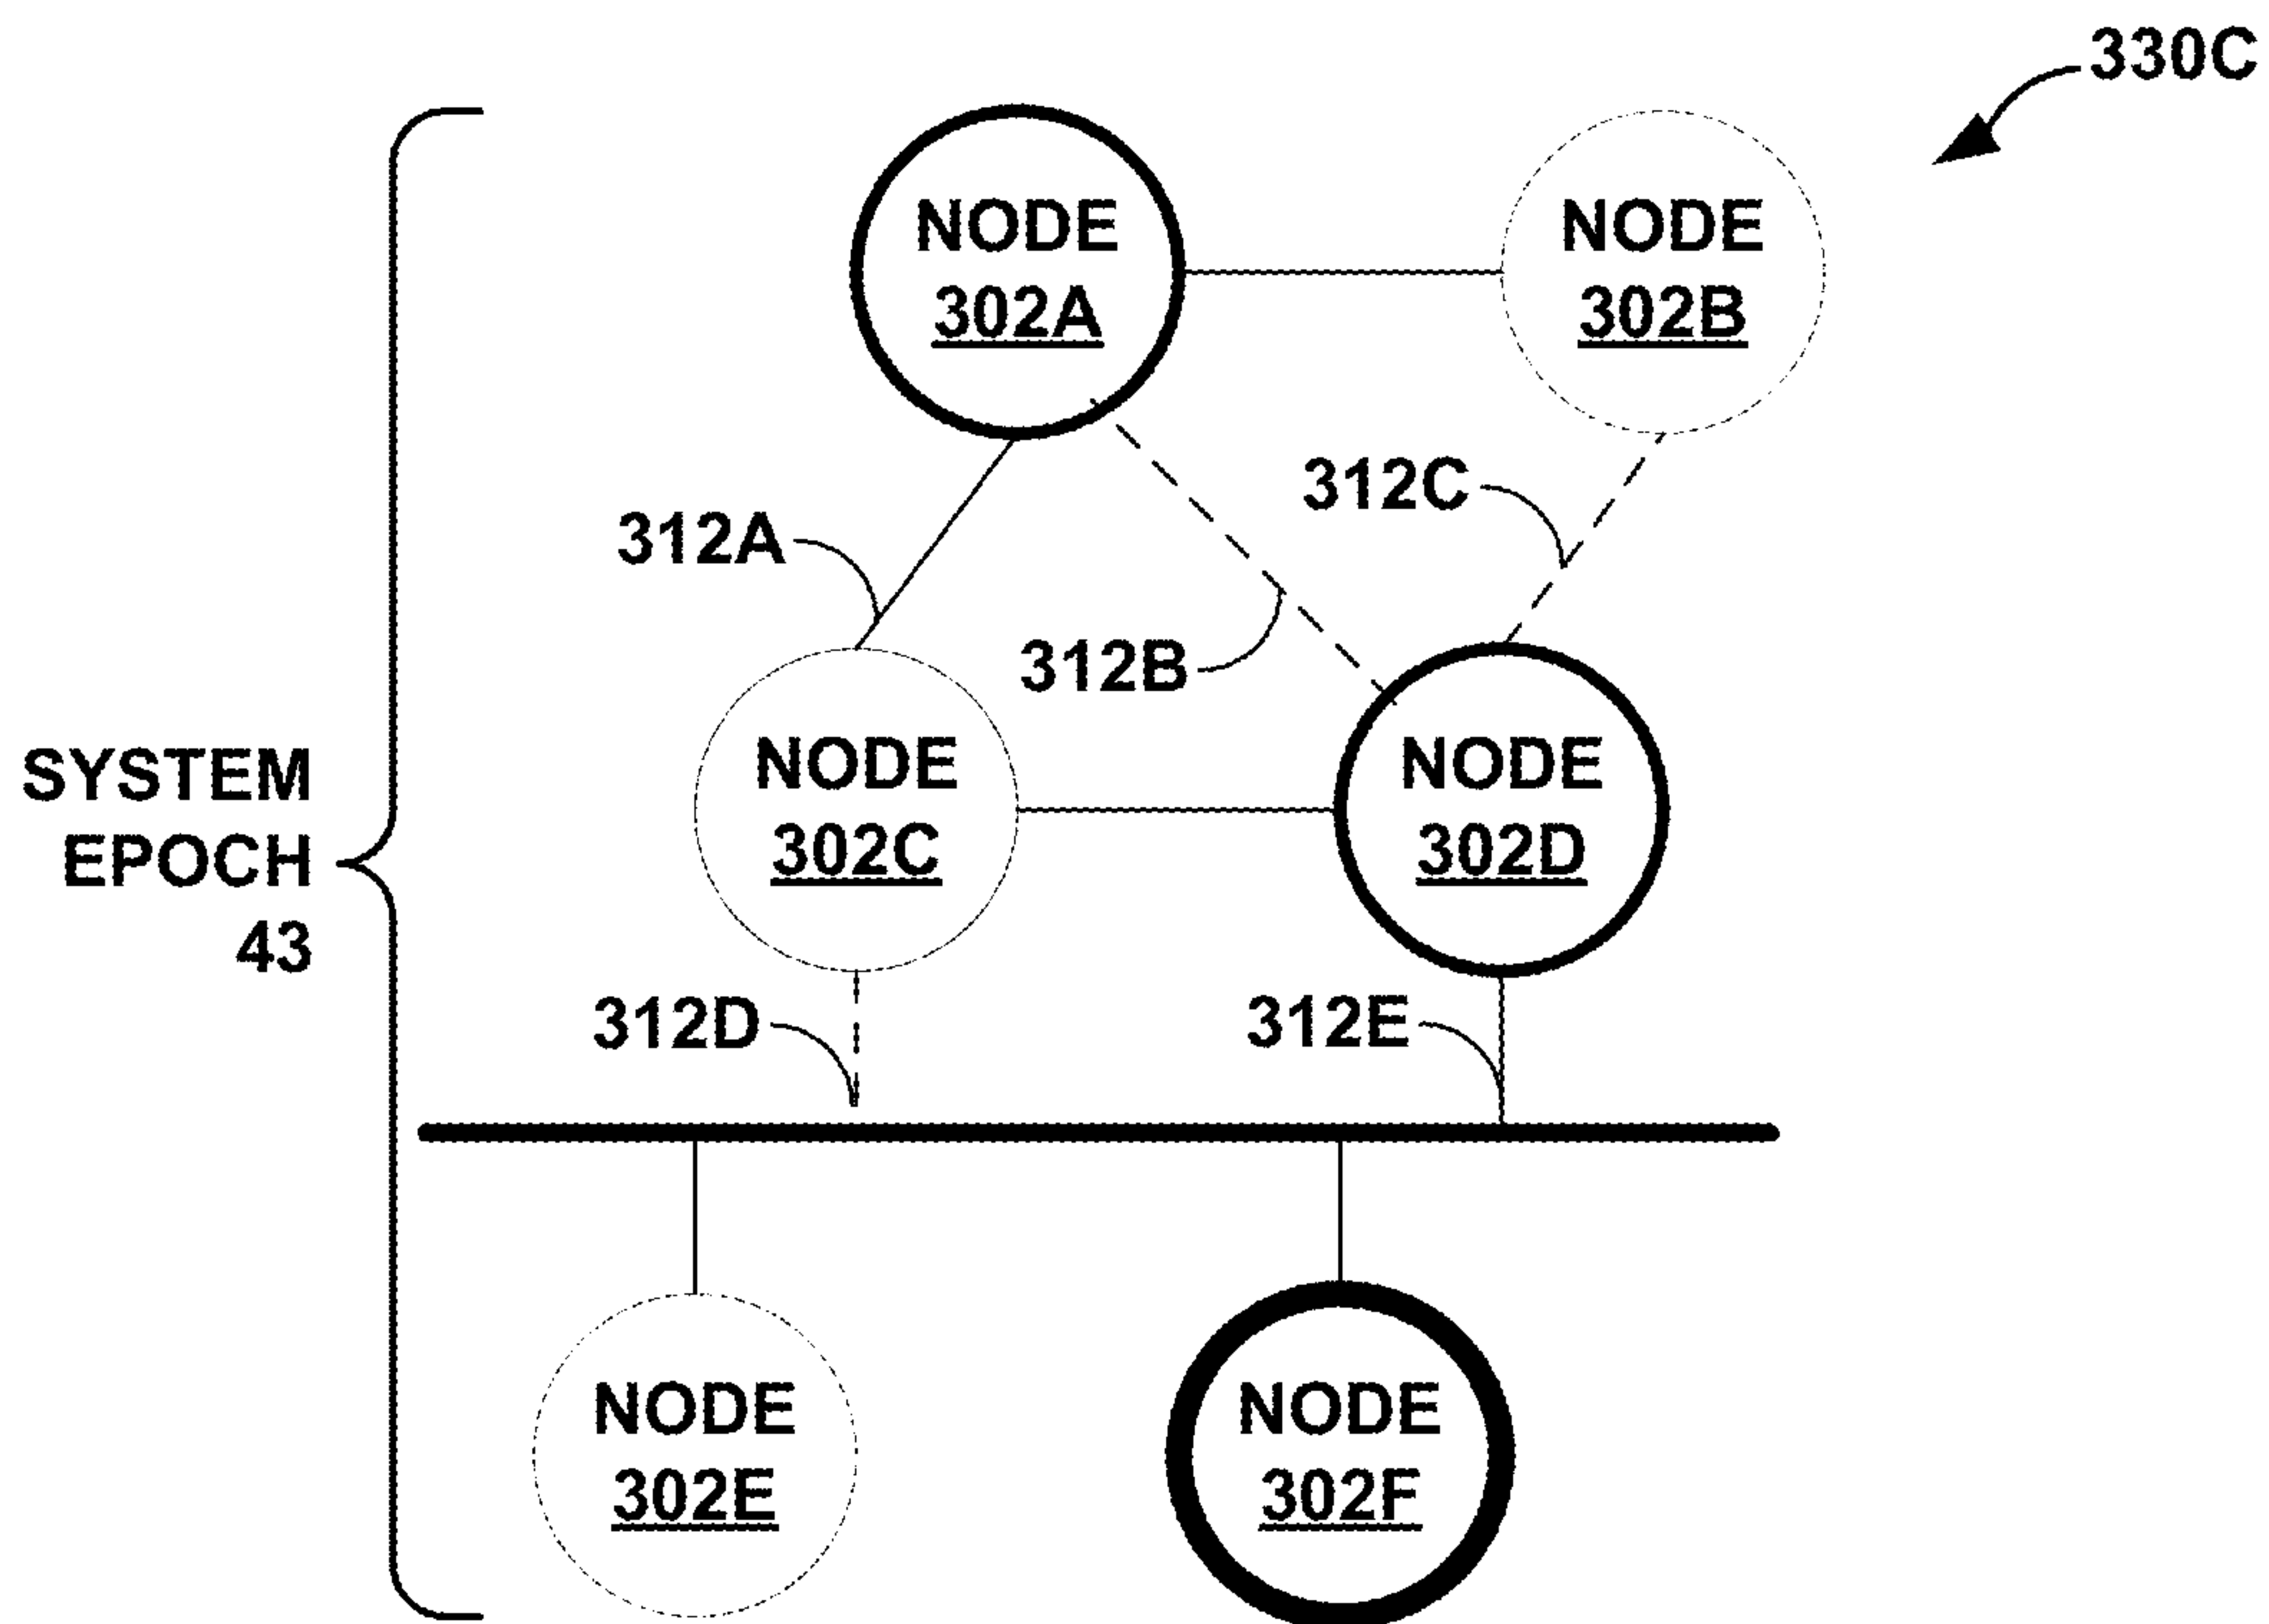 330C
NODE
302A
NODE
302B
312C
312A
312B
NODE
302C
NODE
302D
SYSTEM
EPOCH
43
312D
312E
NODE
302E
NODE
302F